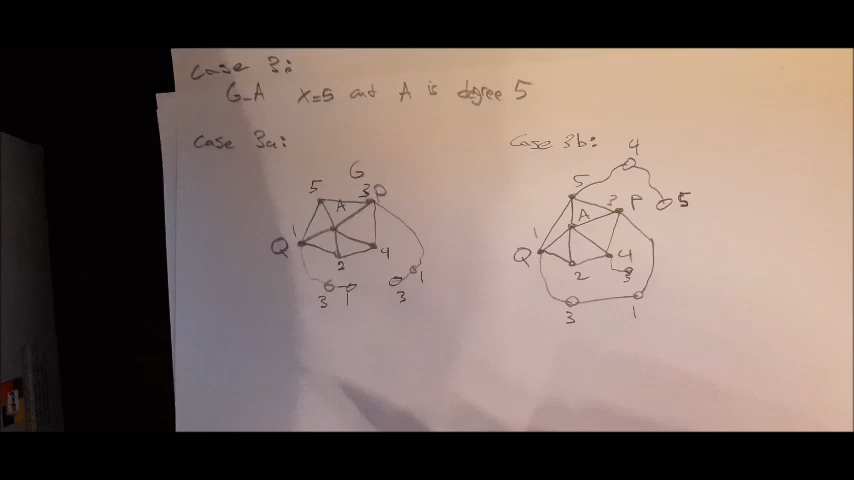 Case 3:
G-A X=5 and A is degree 5
Case 3a: Case 3b:
G
5 3 P
A
1
Q
4
2
3 1
1
3
4
5
5
3 P
A
1
Q
4
2
3
3 1